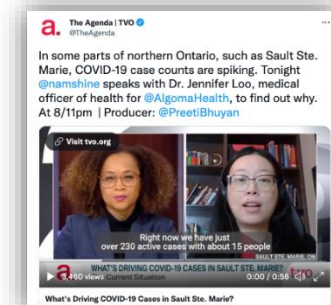 a. The Agenda | TVO
@TheAgenda
In some parts of northern Ontario, such as Sault Ste.
Marie, COVID-19 case counts are spiking. Tonight
@namshine speaks with Dr. Jennifer Loo, medical
officer of health for @AlgomaHealth, to find out why.
At 8/11pm | Producer: @PreetiBhuyan
Visit tvo.org
Right now we have just
over 230 active cases with about 15 people
SAULT STE. MARIE, ON
a. WHAT'S DRIVING COVID-19 CASES IN SAULT STE. MARIE?
views Current Situation 0:00 / 0:56
What's Driving COVID-19 Cases in Sault Ste. Marie?